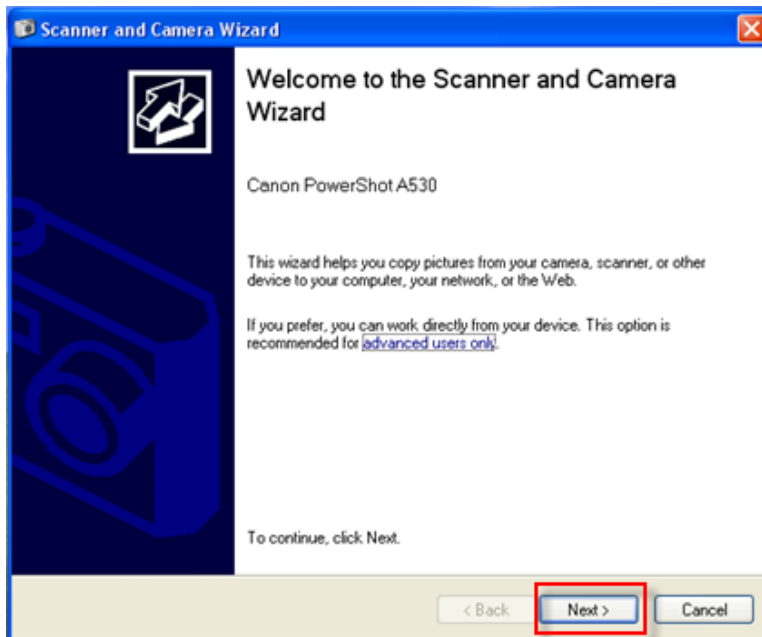 Scanner and Camera Wizard
Welcome to the Scanner and Camera
Wizard
Canon PowerShot A530
This wizard helps you copy pictures from your camera, scanner, or other
device to your computer, your network, or the Web.
If you prefer, you can work directly from your device. This option is
recommended for advanced users only.
To continue, click Next.
< Back
Next >
Cancel